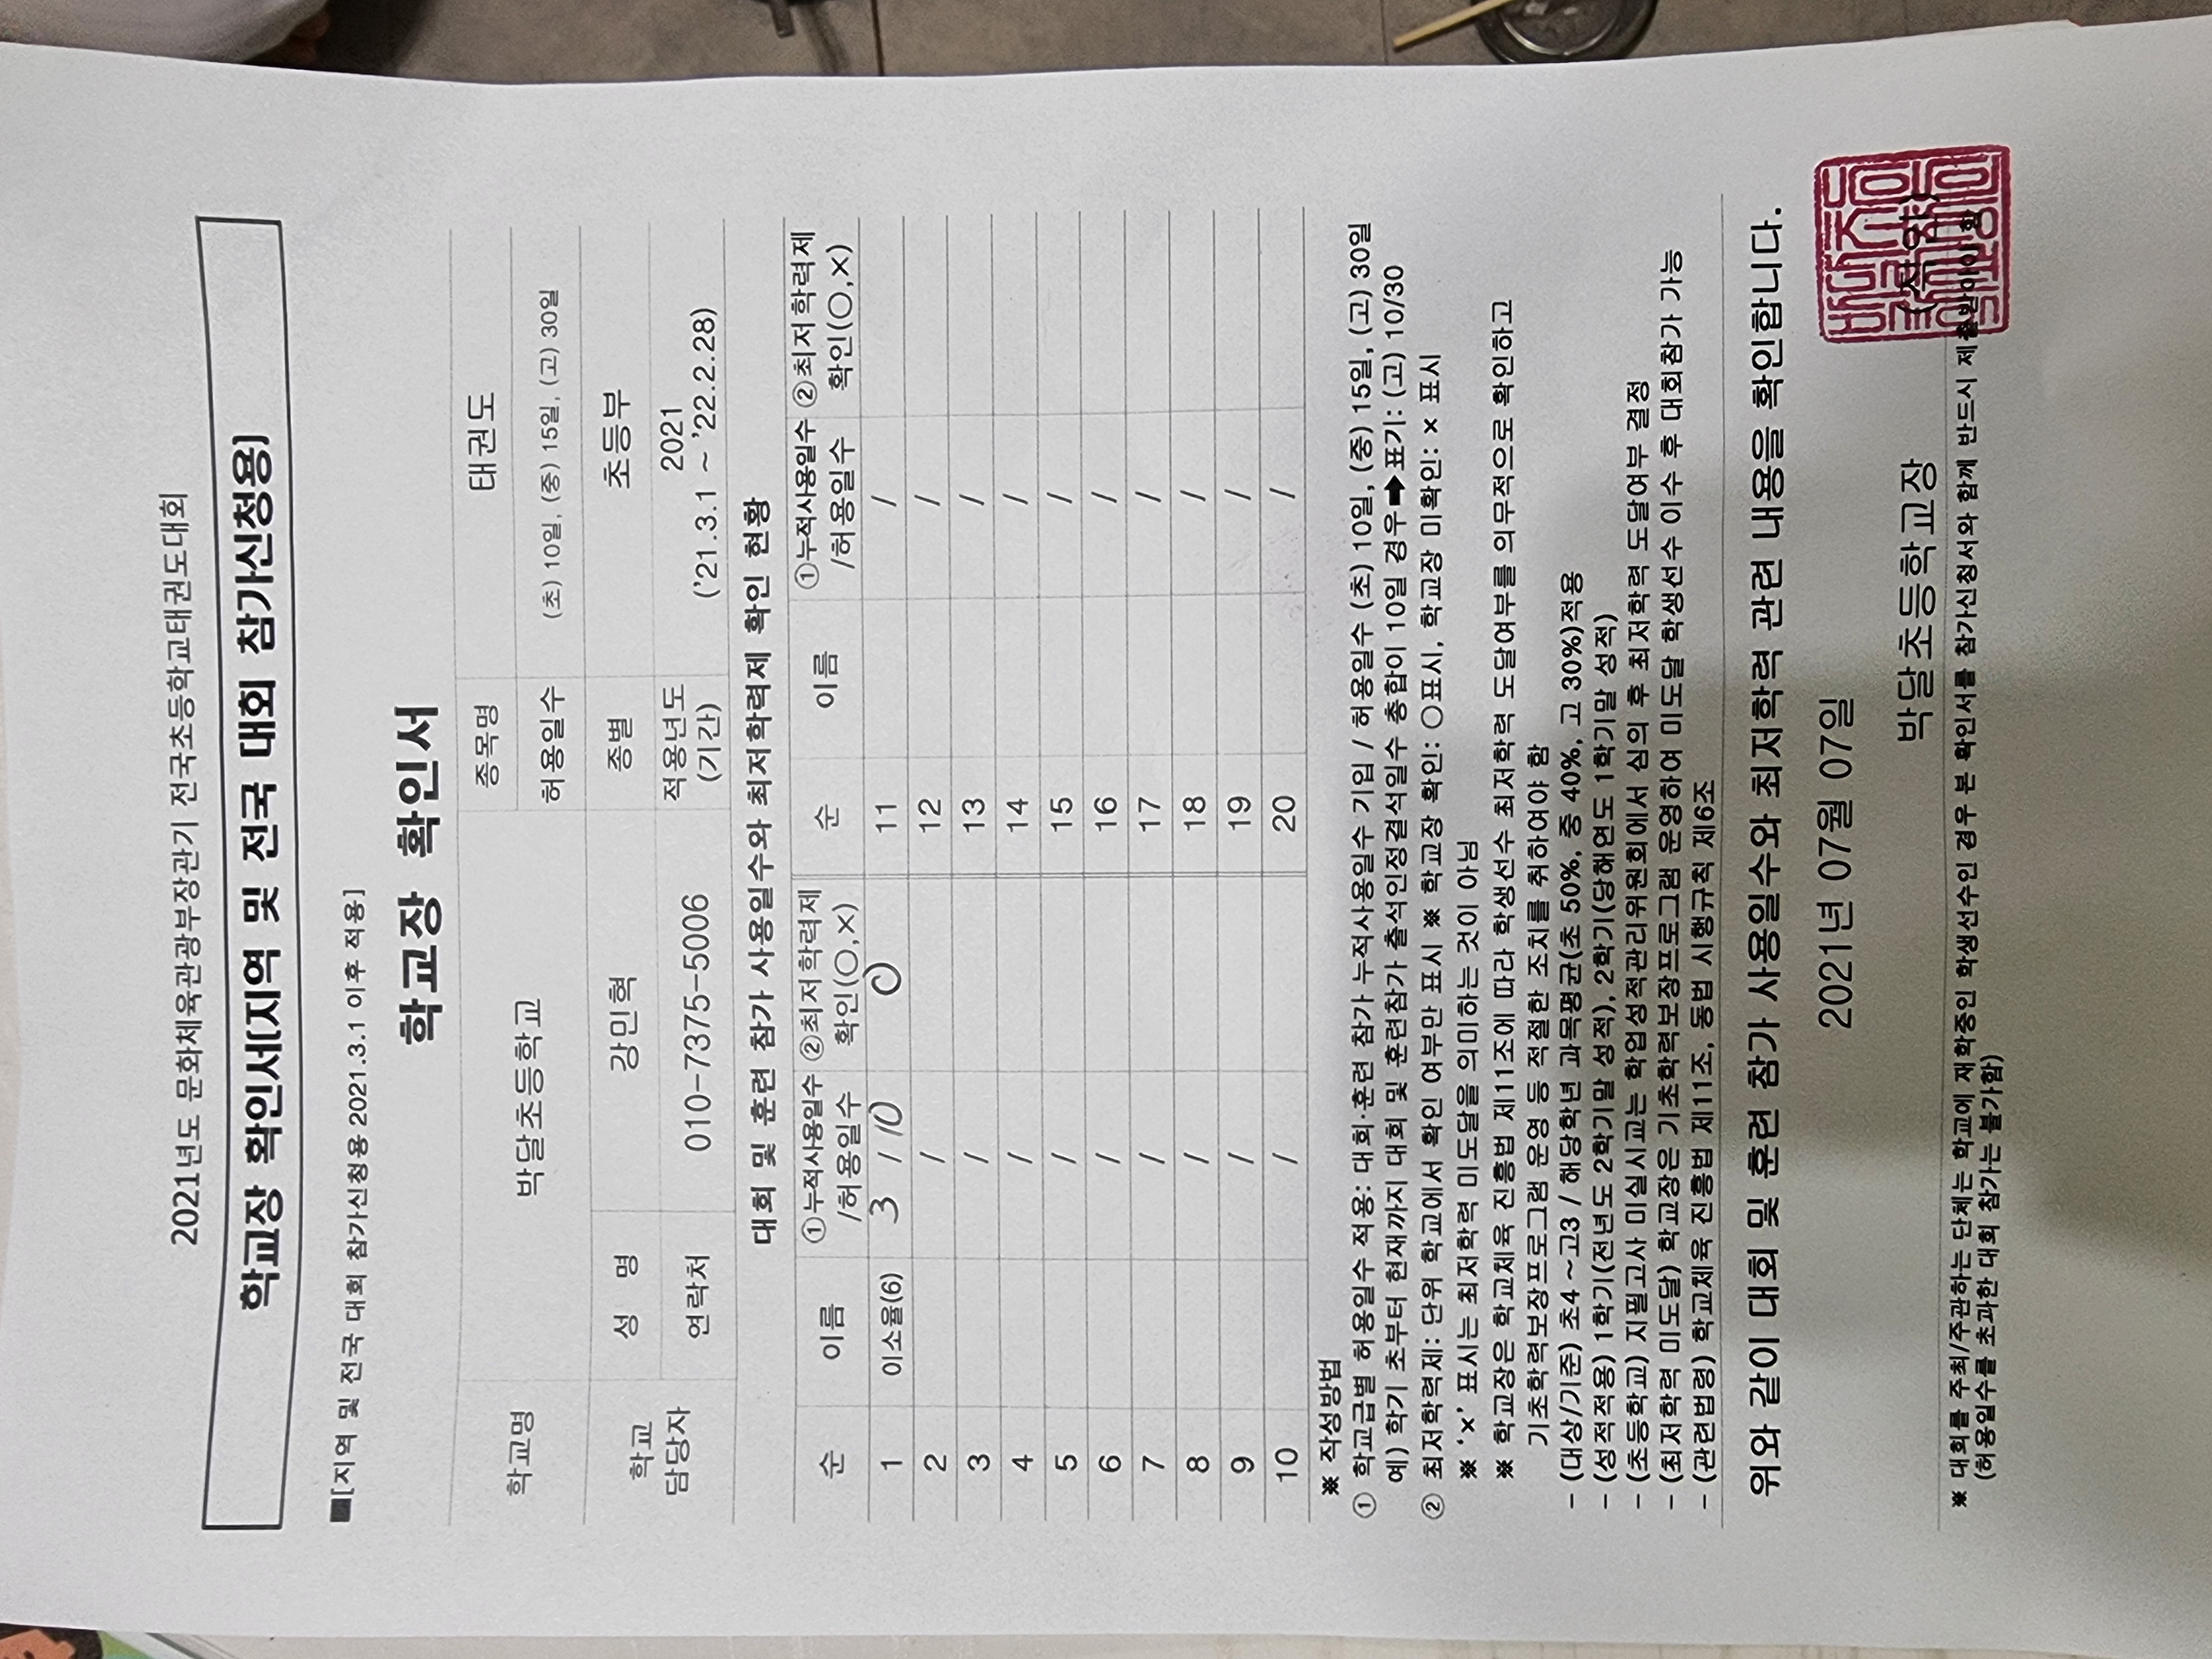 2021년도 문화체육관광부장관기 전국초등학교태권도대회
학교장 확인서(지역 및 전국 대회 참가신청용)
■[지역 및 전국 대회 참가신청용 2021.3.1 이후 적용]
학교장 확인서
학교명 박달초등학교 종목명 태권도
허용일수 (초) 10일, (중) 15일, (고) 30일
학교 담당자 성 명 강민혁 종별 초등부
연락처 010-7375-5006 적용년도 (기간) 2021 ('21.3.1 ~ '22.2.28)
대회 및 훈련 참가 사용일수와 최저학력제 확인 현황
순 이름 ①누적사용일수 /허용일수 ②최저학력제 확인(○,×) 순 이름 ①누적사용일수 /허용일수 ②최저학력제 확인(○,×)
1 이소율(6) 3 / 10 ○ 11 /
2 / 12 /
3 / 13 /
4 / 14 /
5 / 15 /
6 / 16 /
7 / 17 /
8 / 18 /
9 / 19 /
10 / 20 /
※ 작성방법
① 학교급별 허용일수 적용: 대회·훈련 참가 누적사용일수 기입 / 허용일수 (초) 10일, (중) 15일, (고) 30일
예) 학기 초부터 현재까지 대회 및 훈련참가 출석인정결석일수 총합이 10일 경우➡표기: (고) 10/30
② 최저학력제: 단위 학교에서 확인 여부만 표시 ※ 학교장 확인: ○표시, 학교장 미확인: × 표시
※ '×' 표시는 최저학력 미도달을 의미하는 것이 아님
※ 학교장은 학교체육 진흥법 제11조에 따라 학생선수 최저학력 도달여부를 의무적으로 확인하고
기초학력보장프로그램 운영 등 적절한 조치를 취하여야 함
- (대상/기준) 초4 ~ 고3 / 해당학년 과목평균(초 50%, 중 40%, 고 30%)적용
- (성적적용) 1학기(전년도 2학기말 성적), 2학기(당해연도 1학기말 성적)
- (초등학교) 지필고사 미실시교는 학업성적관리위원회에서 심의 후 최저학력 도달여부 결정
- (최저학력 미도달) 학교장은 기초학력보장프로그램 운영하여 미도달 학생선수 이수 후 대회참가 가능
- (관련법령) 학교체육 진흥법 제11조, 동법 시행규칙 제6조
위와 같이 대회 및 훈련 참가 사용일수와 최저학력 관련 내용을 확인합니다.
2021년 07월 07일
박달초등학교장 (직인)
※ 대회를 주최/주관하는 단체는 학교에 재학중인 학생선수인 경우 본 확인서를 참가신청서와 함께 반드시 제출받아야 함
(허용일수를 초과한 대회 참가는 불가함)